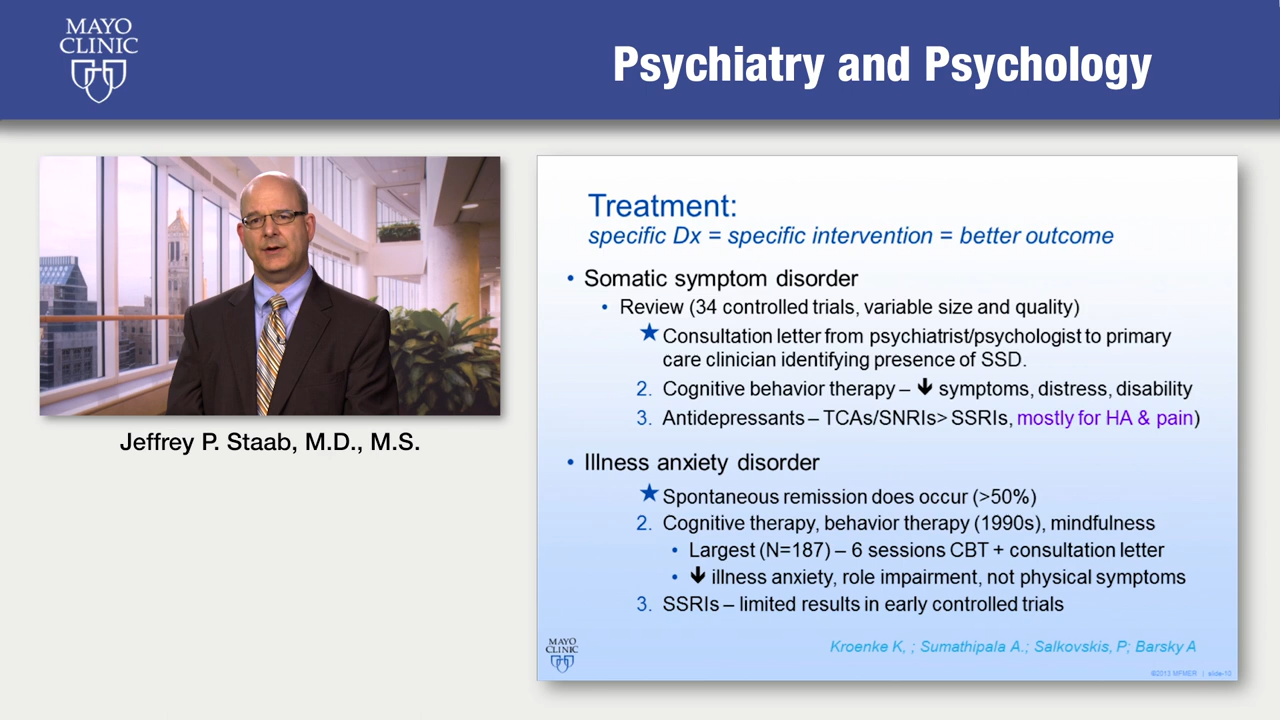 MAYO
CLINIC
Psychiatry and Psychology
Jeffrey P. Staab, M.D., M.S.
Treatment:
specific Dx = specific intervention = better outcome
• Somatic symptom disorder
• Review (34 controlled trials, variable size and quality)
★ Consultation letter from psychiatrist/psychologist to primary
care clinician identifying presence of SSD.
2. Cognitive behavior therapy – 🡻 symptoms, distress, disability
3. Antidepressants – TCAs/SNRIs> SSRIs, mostly for HA & pain)
• Illness anxiety disorder
★ Spontaneous remission does occur (>50%)
2. Cognitive therapy, behavior therapy (1990s), mindfulness
• Largest (N=187) – 6 sessions CBT + consultation letter
• 🡻 illness anxiety, role impairment, not physical symptoms
3. SSRIs – limited results in early controlled trials
Kroenke K, ; Sumathipala A.; Salkovskis, P; Barsky A
MAYO
CLINIC
©2013 MFMER | slide-10